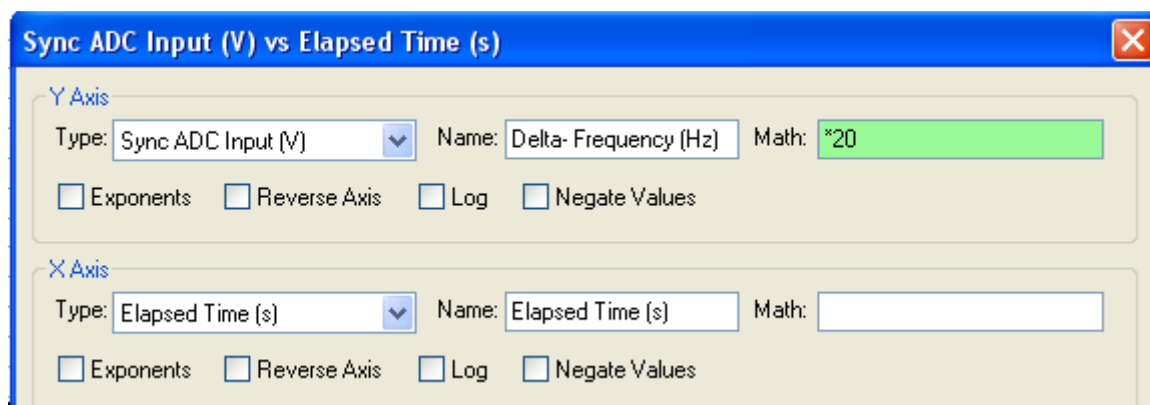 Sync ADC Input (V) vs Elapsed Time (s)
Y Axis
Type: Sync ADC Input (V) Name: Delta- Frequency (Hz) Math: *20
Exponents Reverse Axis Log Negate Values
X Axis
Type: Elapsed Time (s) Name: Elapsed Time (s) Math:
Exponents Reverse Axis Log Negate Values